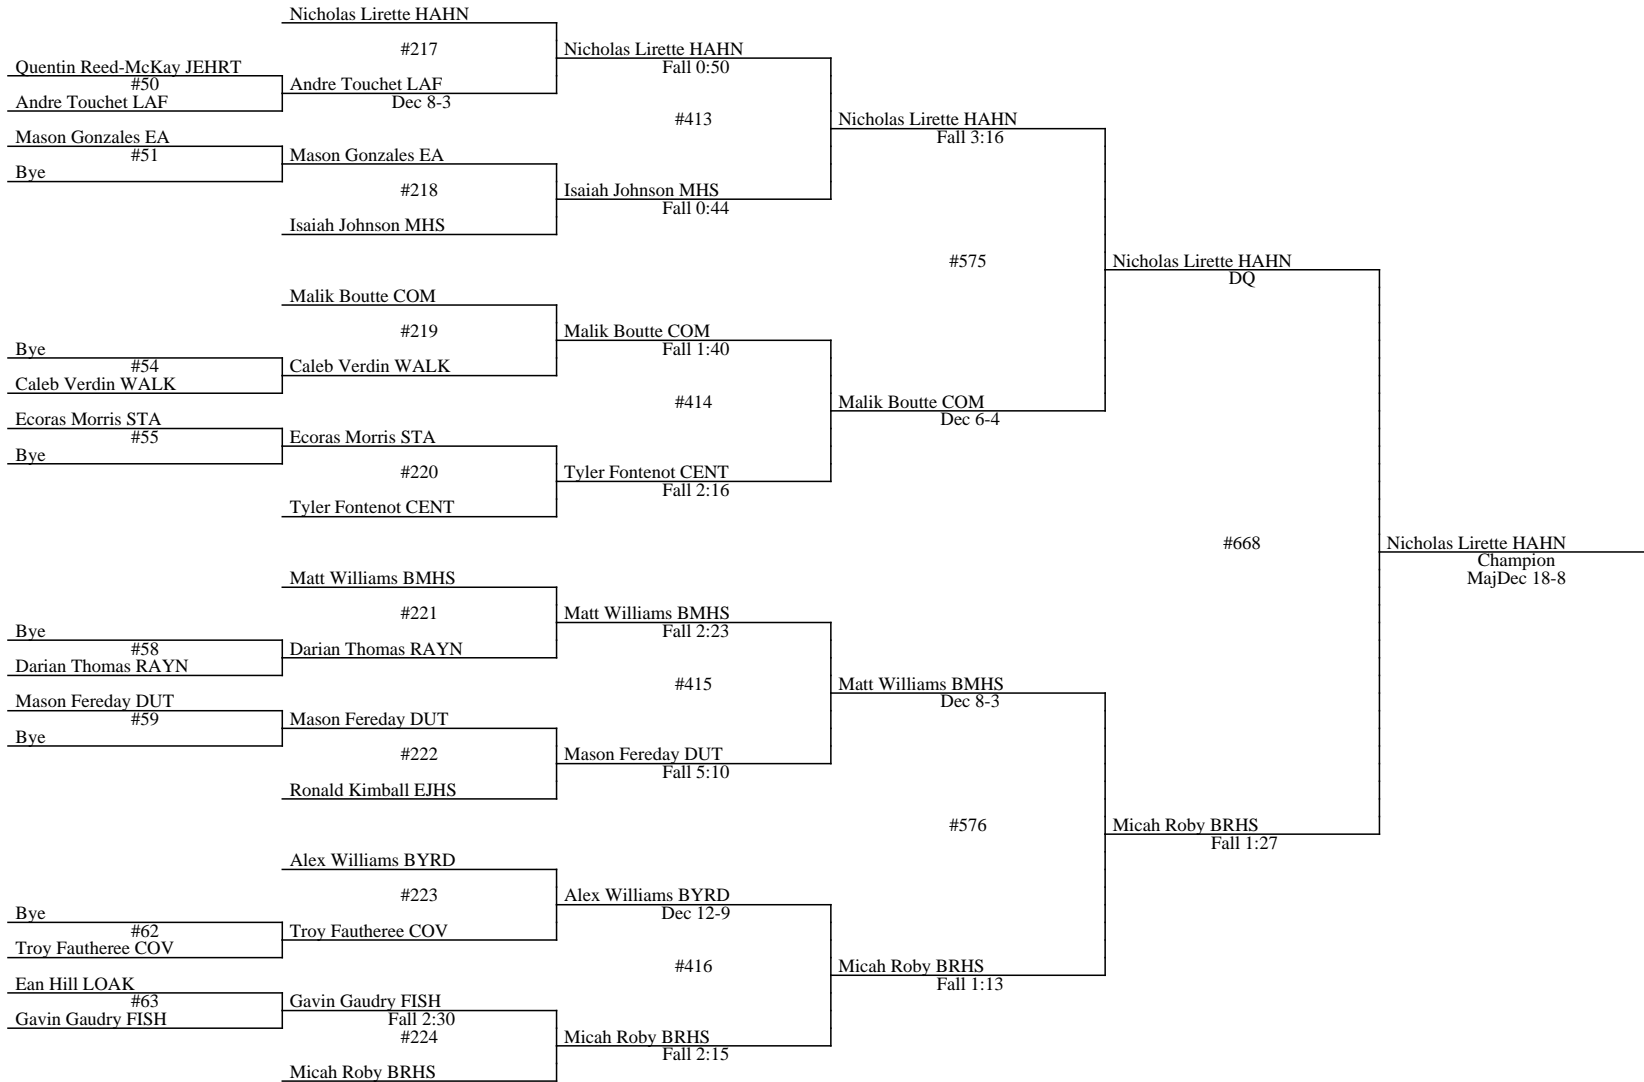 Nicholas Lirette HAHN
#217
Nicholas Lirette HAHN
Fall 0:50
Quentin Reed-McKay JEHRT
#50
Andre Touchet LAF
Andre Touchet LAF
Dec 8-3
#413
Nicholas Lirette HAHN
Fall 3:16
Mason Gonzales EA
#51
Bye
Mason Gonzales EA
#218
Isaiah Johnson MHS
Fall 0:44
Isaiah Johnson MHS
#575
Nicholas Lirette HAHN
DQ
Malik Boutte COM
#219
Malik Boutte COM
Fall 1:40
Bye
#54
Caleb Verdin WALK
Caleb Verdin WALK
#414
Malik Boutte COM
Dec 6-4
Ecoras Morris STA
#55
Bye
Ecoras Morris STA
#220
Tyler Fontenot CENT
Fall 2:16
Tyler Fontenot CENT
#668
Nicholas Lirette HAHN
Champion
MajDec 18-8
Matt Williams BMHS
#221
Matt Williams BMHS
Fall 2:23
Bye
#58
Darian Thomas RAYN
Darian Thomas RAYN
#415
Matt Williams BMHS
Dec 8-3
Mason Fereday DUT
#59
Bye
Mason Fereday DUT
#222
Mason Fereday DUT
Fall 5:10
Ronald Kimball EJHS
#576
Micah Roby BRHS
Fall 1:27
Alex Williams BYRD
#223
Alex Williams BYRD
Dec 12-9
Bye
#62
Troy Fautheree COV
Troy Fautheree COV
#416
Micah Roby BRHS
Fall 1:13
Ean Hill LOAK
#63
Gavin Gaudry FISH
Gavin Gaudry FISH
Fall 2:30
#224
Micah Roby BRHS
Fall 2:15
Micah Roby BRHS